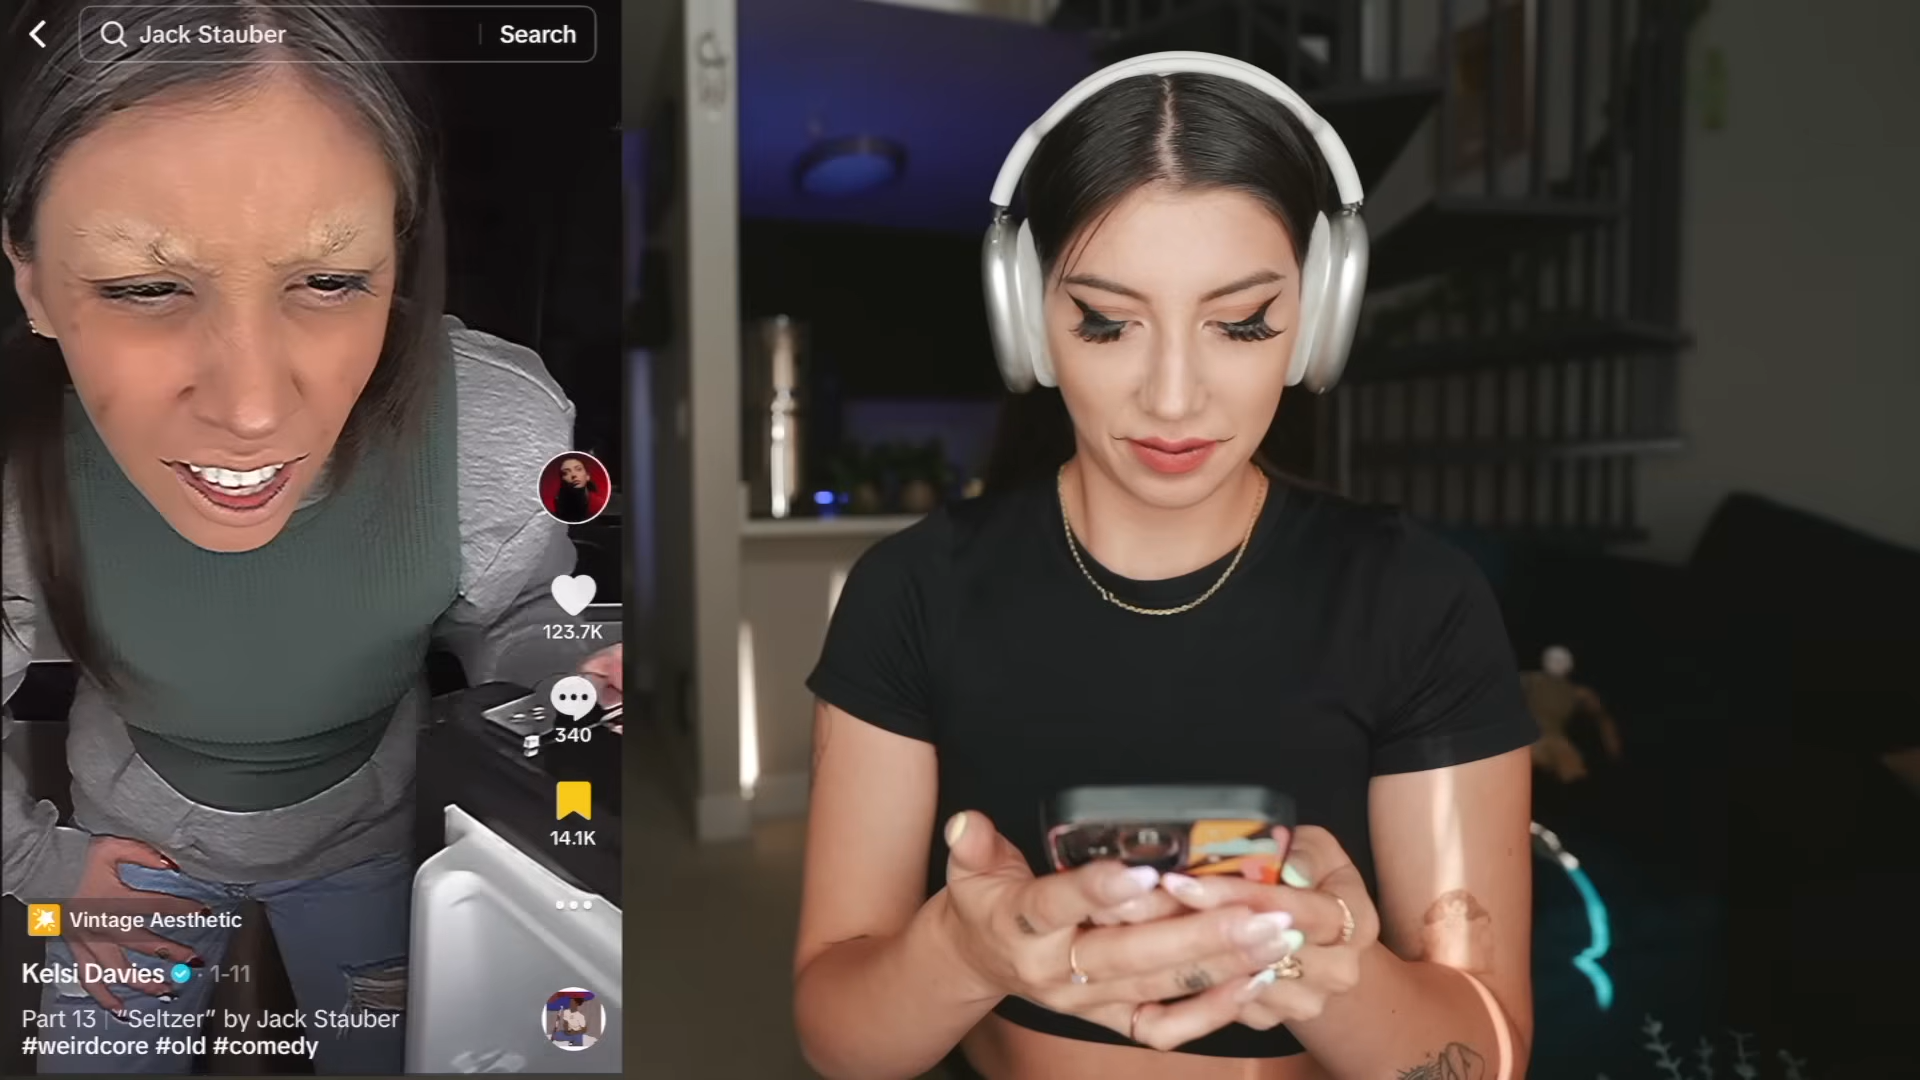 Jack Stauber
Search
123.7K
340
14.1K
Vintage Aesthetic
Kelsi Davies · 1-11
Part 13 | “Seltzer” by Jack Stauber
#weirdcore #old #comedy